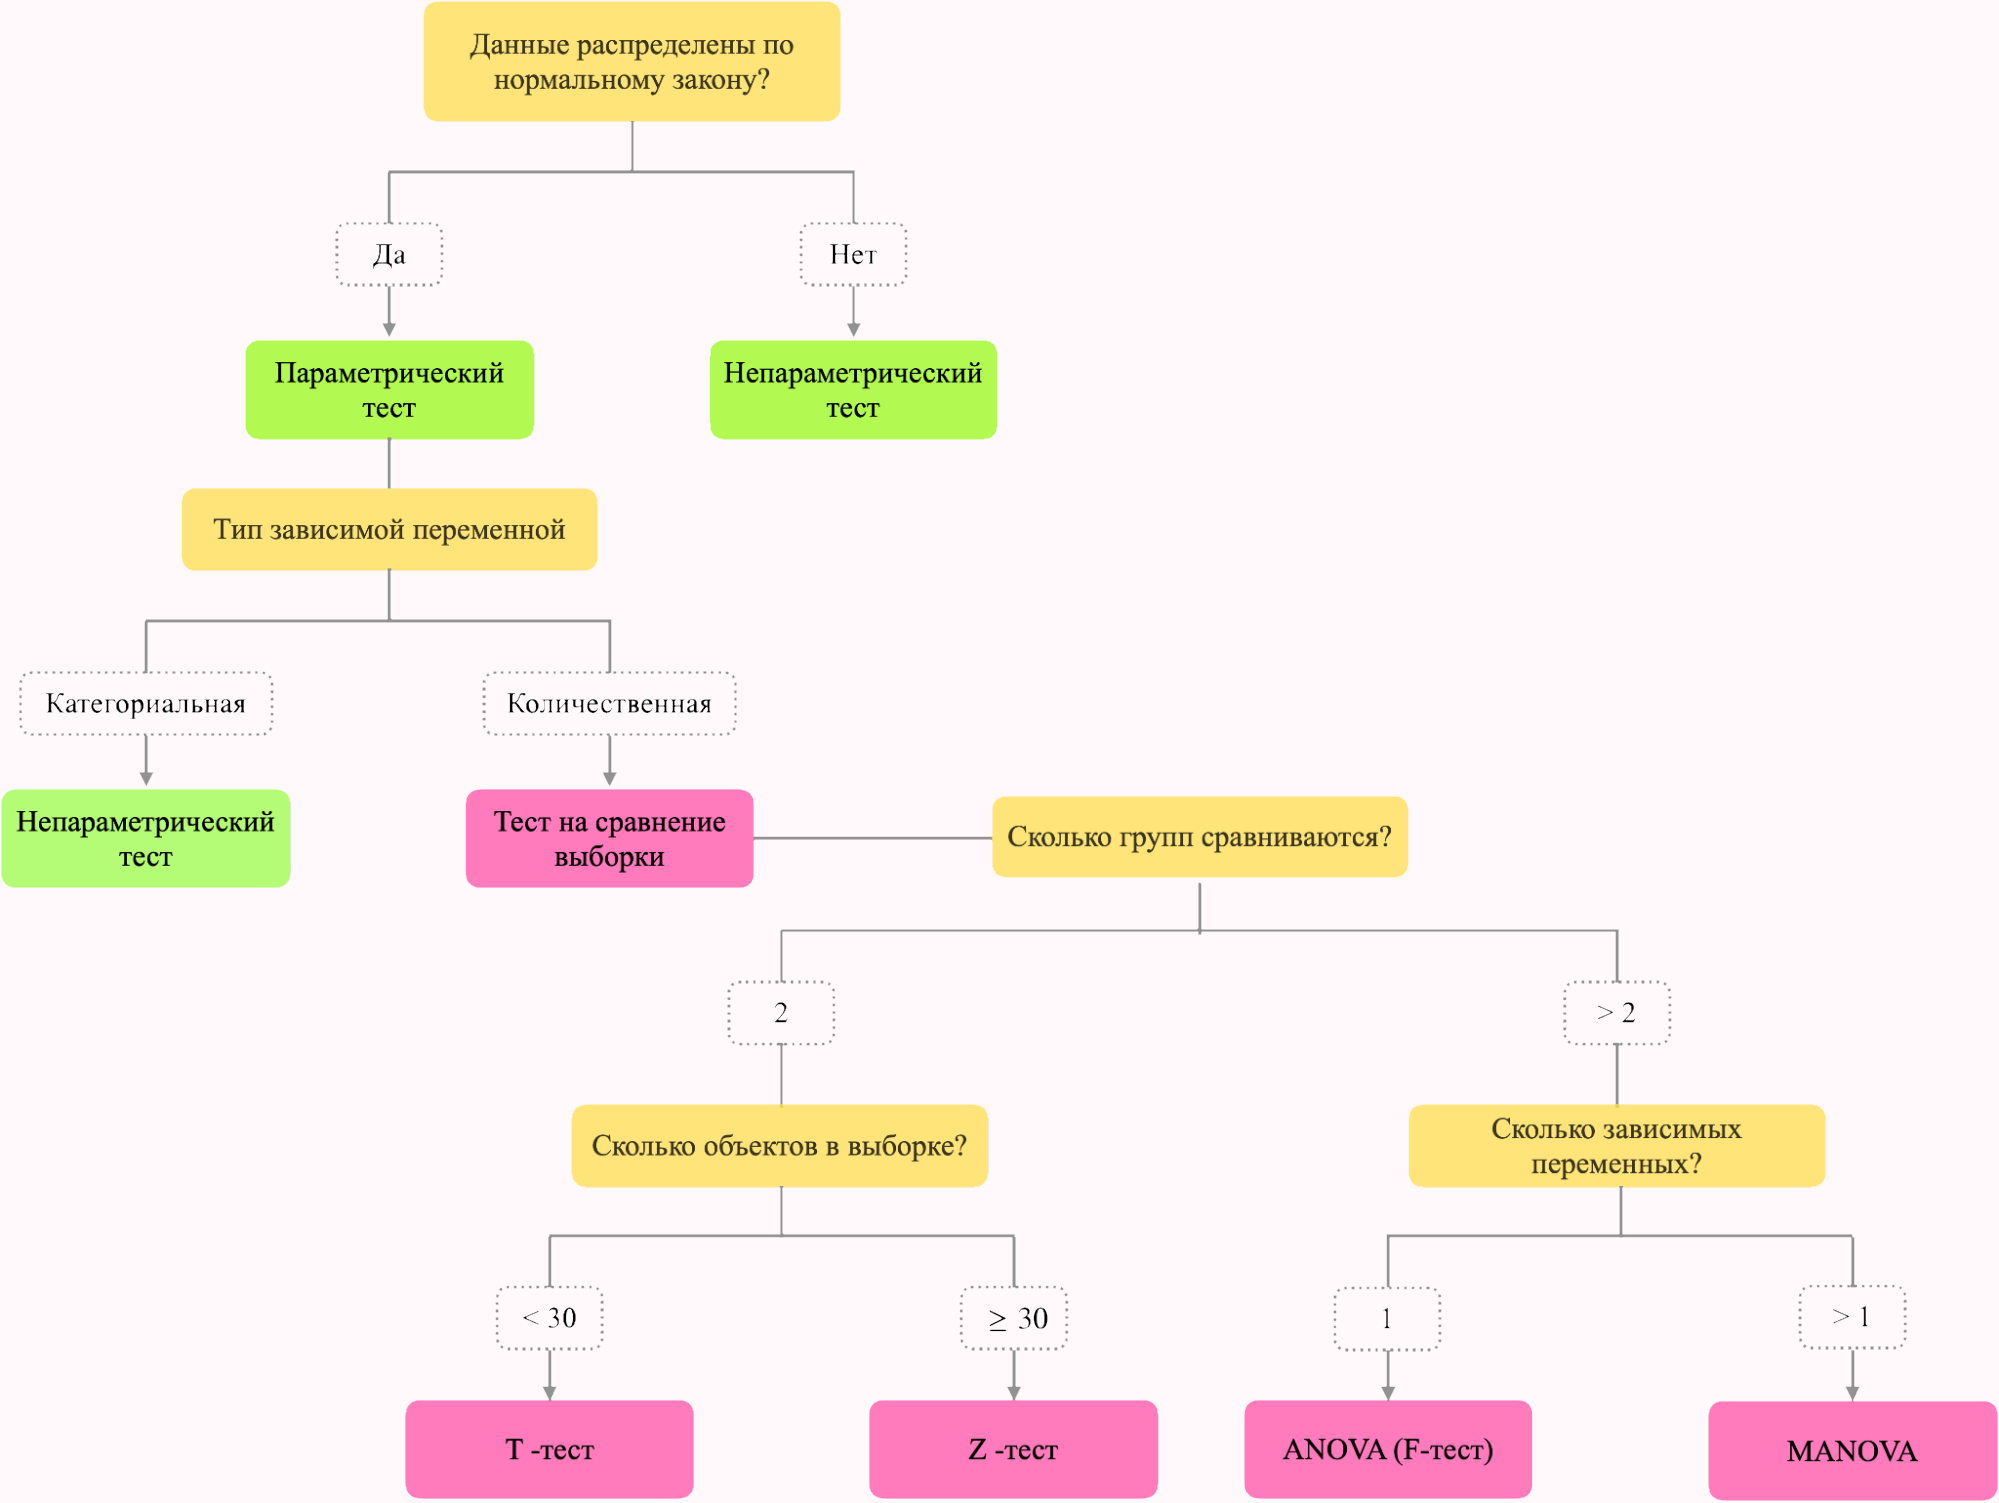 Данные распределены по
нормальному закону?
Да
Нет
Параметрический
тест
Непараметрический
тест
Тип зависимой переменной
Категориальная
Количественная
Непараметрический
тест
Тест на сравнение
выборки
Сколько групп сравниваются?
2
> 2
Сколько объектов в выборке?
Сколько зависимых
переменных?
< 30
≥ 30
1
> 1
T -тест
Z -тест
ANOVA (F-тест)
MANOVA